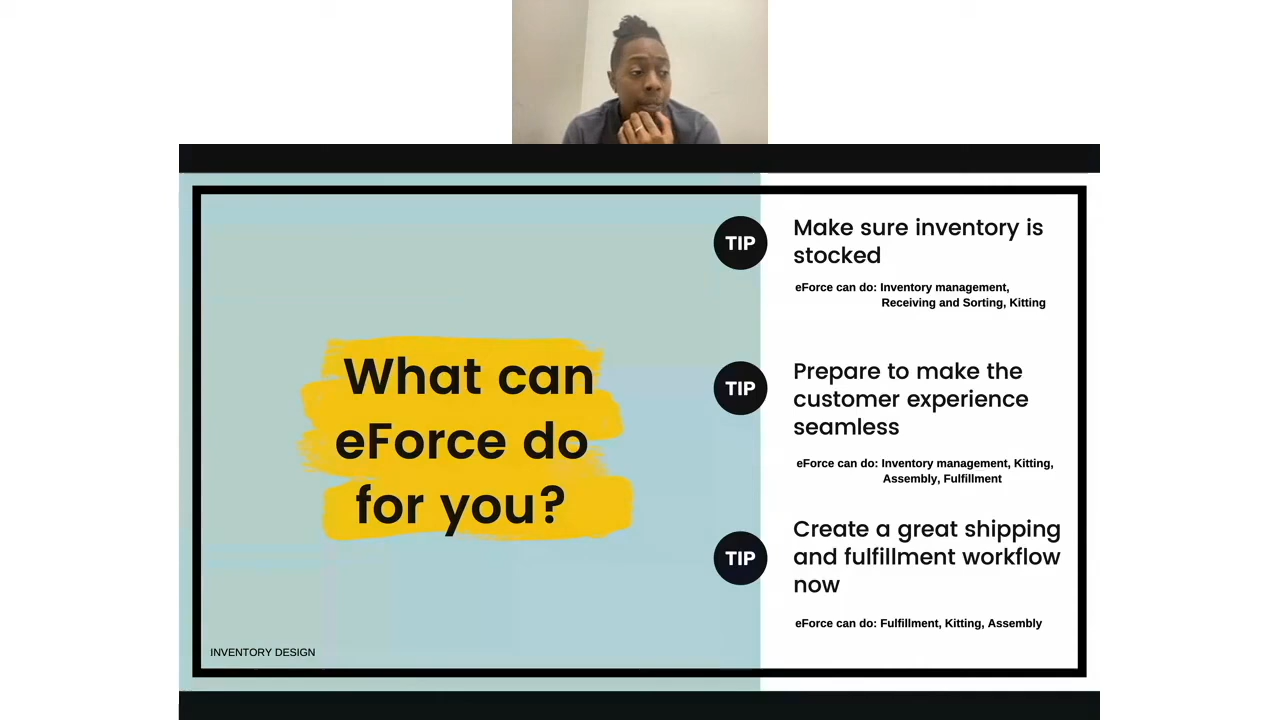 What can
eForce do
for you?
INVENTORY DESIGN
TIP
Make sure inventory is
stocked
eForce can do: Inventory management,
Receiving and Sorting, Kitting
TIP
Prepare to make the
customer experience
seamless
eForce can do: Inventory management, Kitting,
Assembly, Fulfillment
TIP
Create a great shipping
and fulfillment workflow
now
eForce can do: Fulfillment, Kitting, Assembly